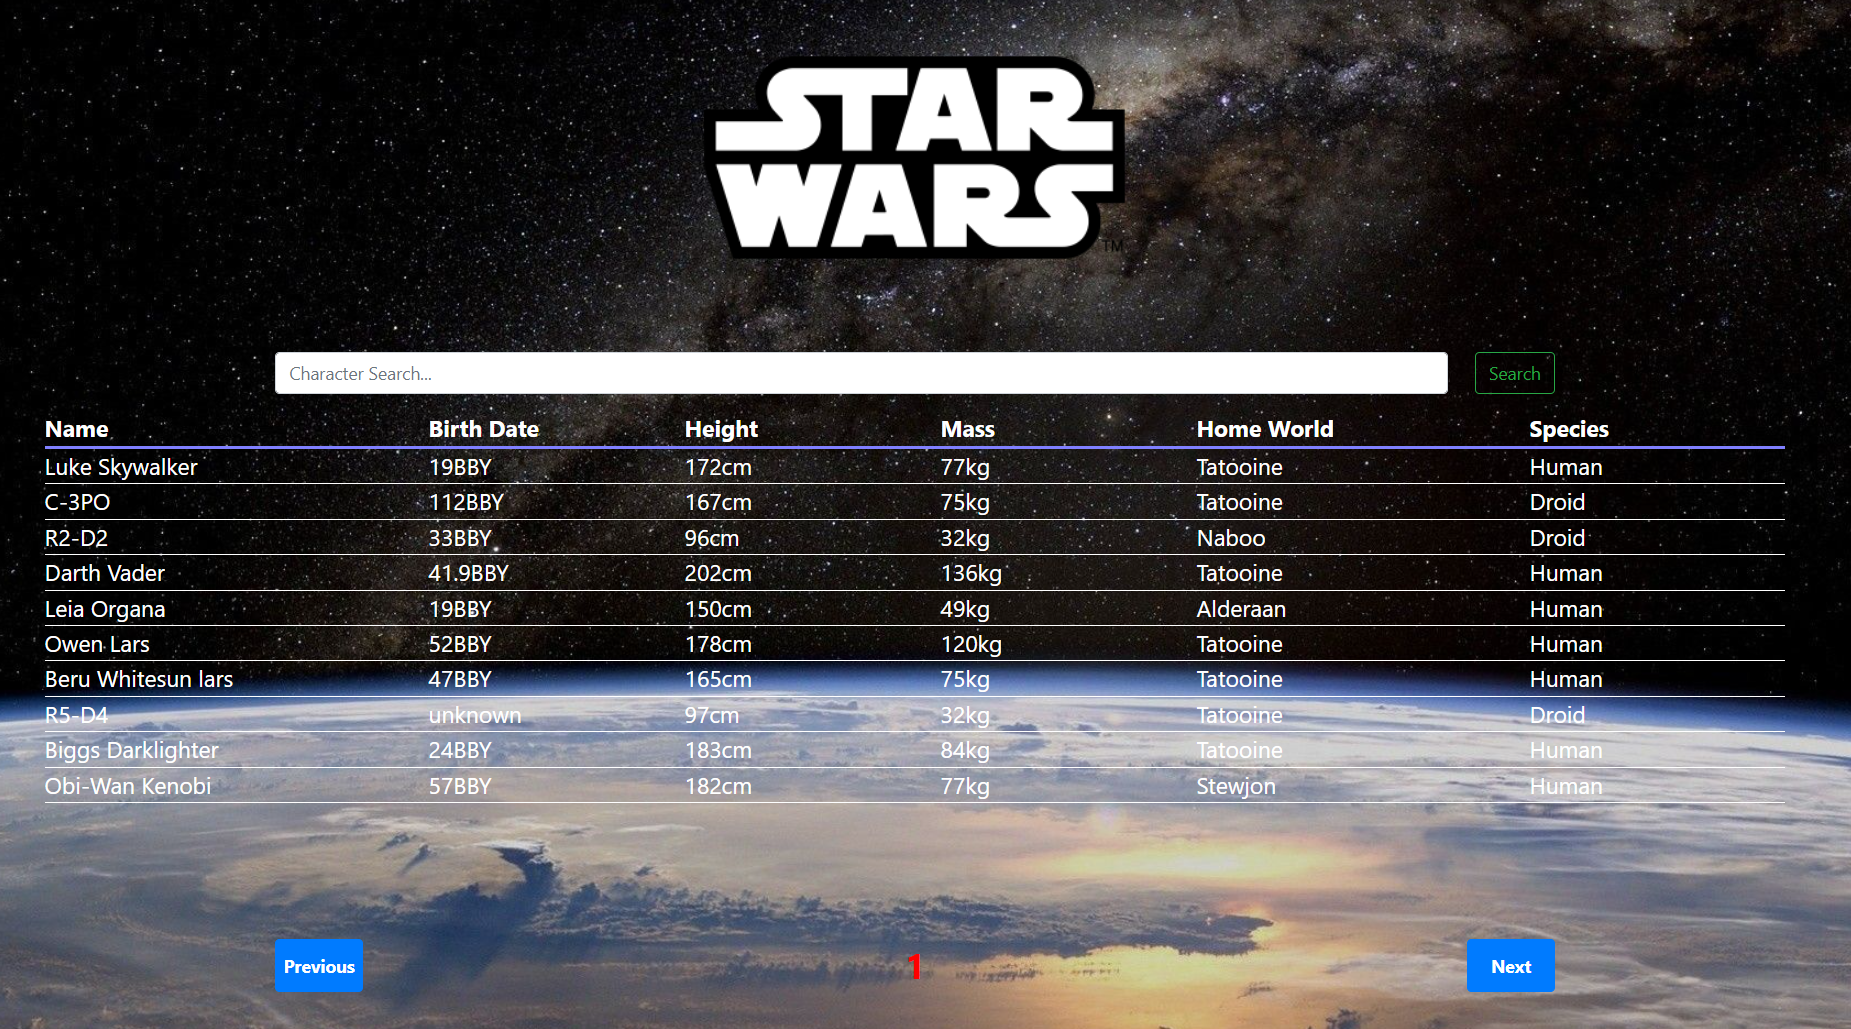 STAR
WARS
TM
Character Search...
Search
Name Birth Date Height Mass Home World Species
Luke Skywalker 19BBY 172cm 77kg Tatooine Human
C-3PO 112BBY 167cm 75kg Tatooine Droid
R2-D2 33BBY 96cm 32kg Naboo Droid
Darth Vader 41.9BBY 202cm 136kg Tatooine Human
Leia Organa 19BBY 150cm 49kg Alderaan Human
Owen Lars 52BBY 178cm 120kg Tatooine Human
Beru Whitesun lars 47BBY 165cm 75kg Tatooine Human
R5-D4 unknown 97cm 32kg Tatooine Droid
Biggs Darklighter 24BBY 183cm 84kg Tatooine Human
Obi-Wan Kenobi 57BBY 182cm 77kg Stewjon Human
Previous 1 Next